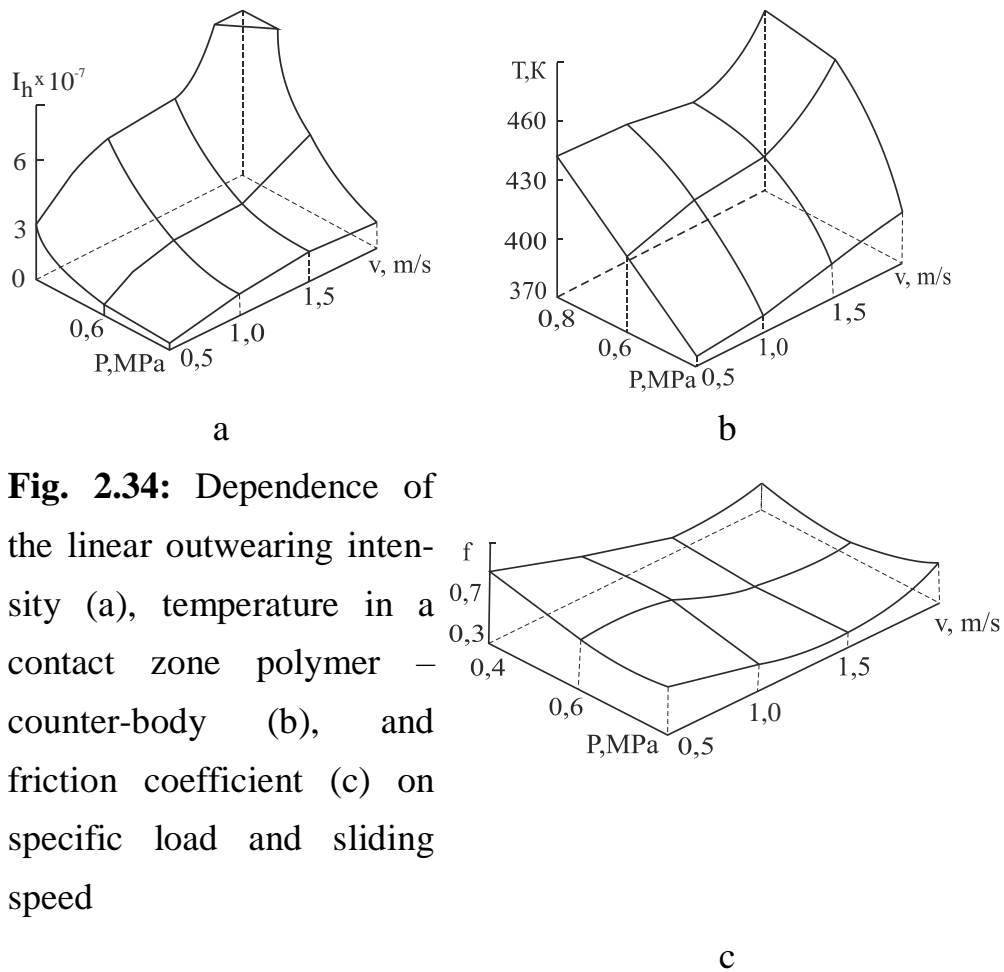 I_h × 10⁻⁷
6
3
0
0,6
P,MPa
0,5
1,0
1,5
v, m/s
a
T,K
460
430
400
370
0,8
0,6
P,MPa
0,5
1,0
1,5
v, m/s
b
Fig. 2.34: Dependence of
the linear outwearing inten-
sity (a), temperature in a
contact zone polymer –
counter-body (b), and
friction coefficient (c) on
specific load and sliding
speed
f
0,7
0,3
0,4
0,6
P,MPa
0,5
1,0
1,5
v, m/s
c